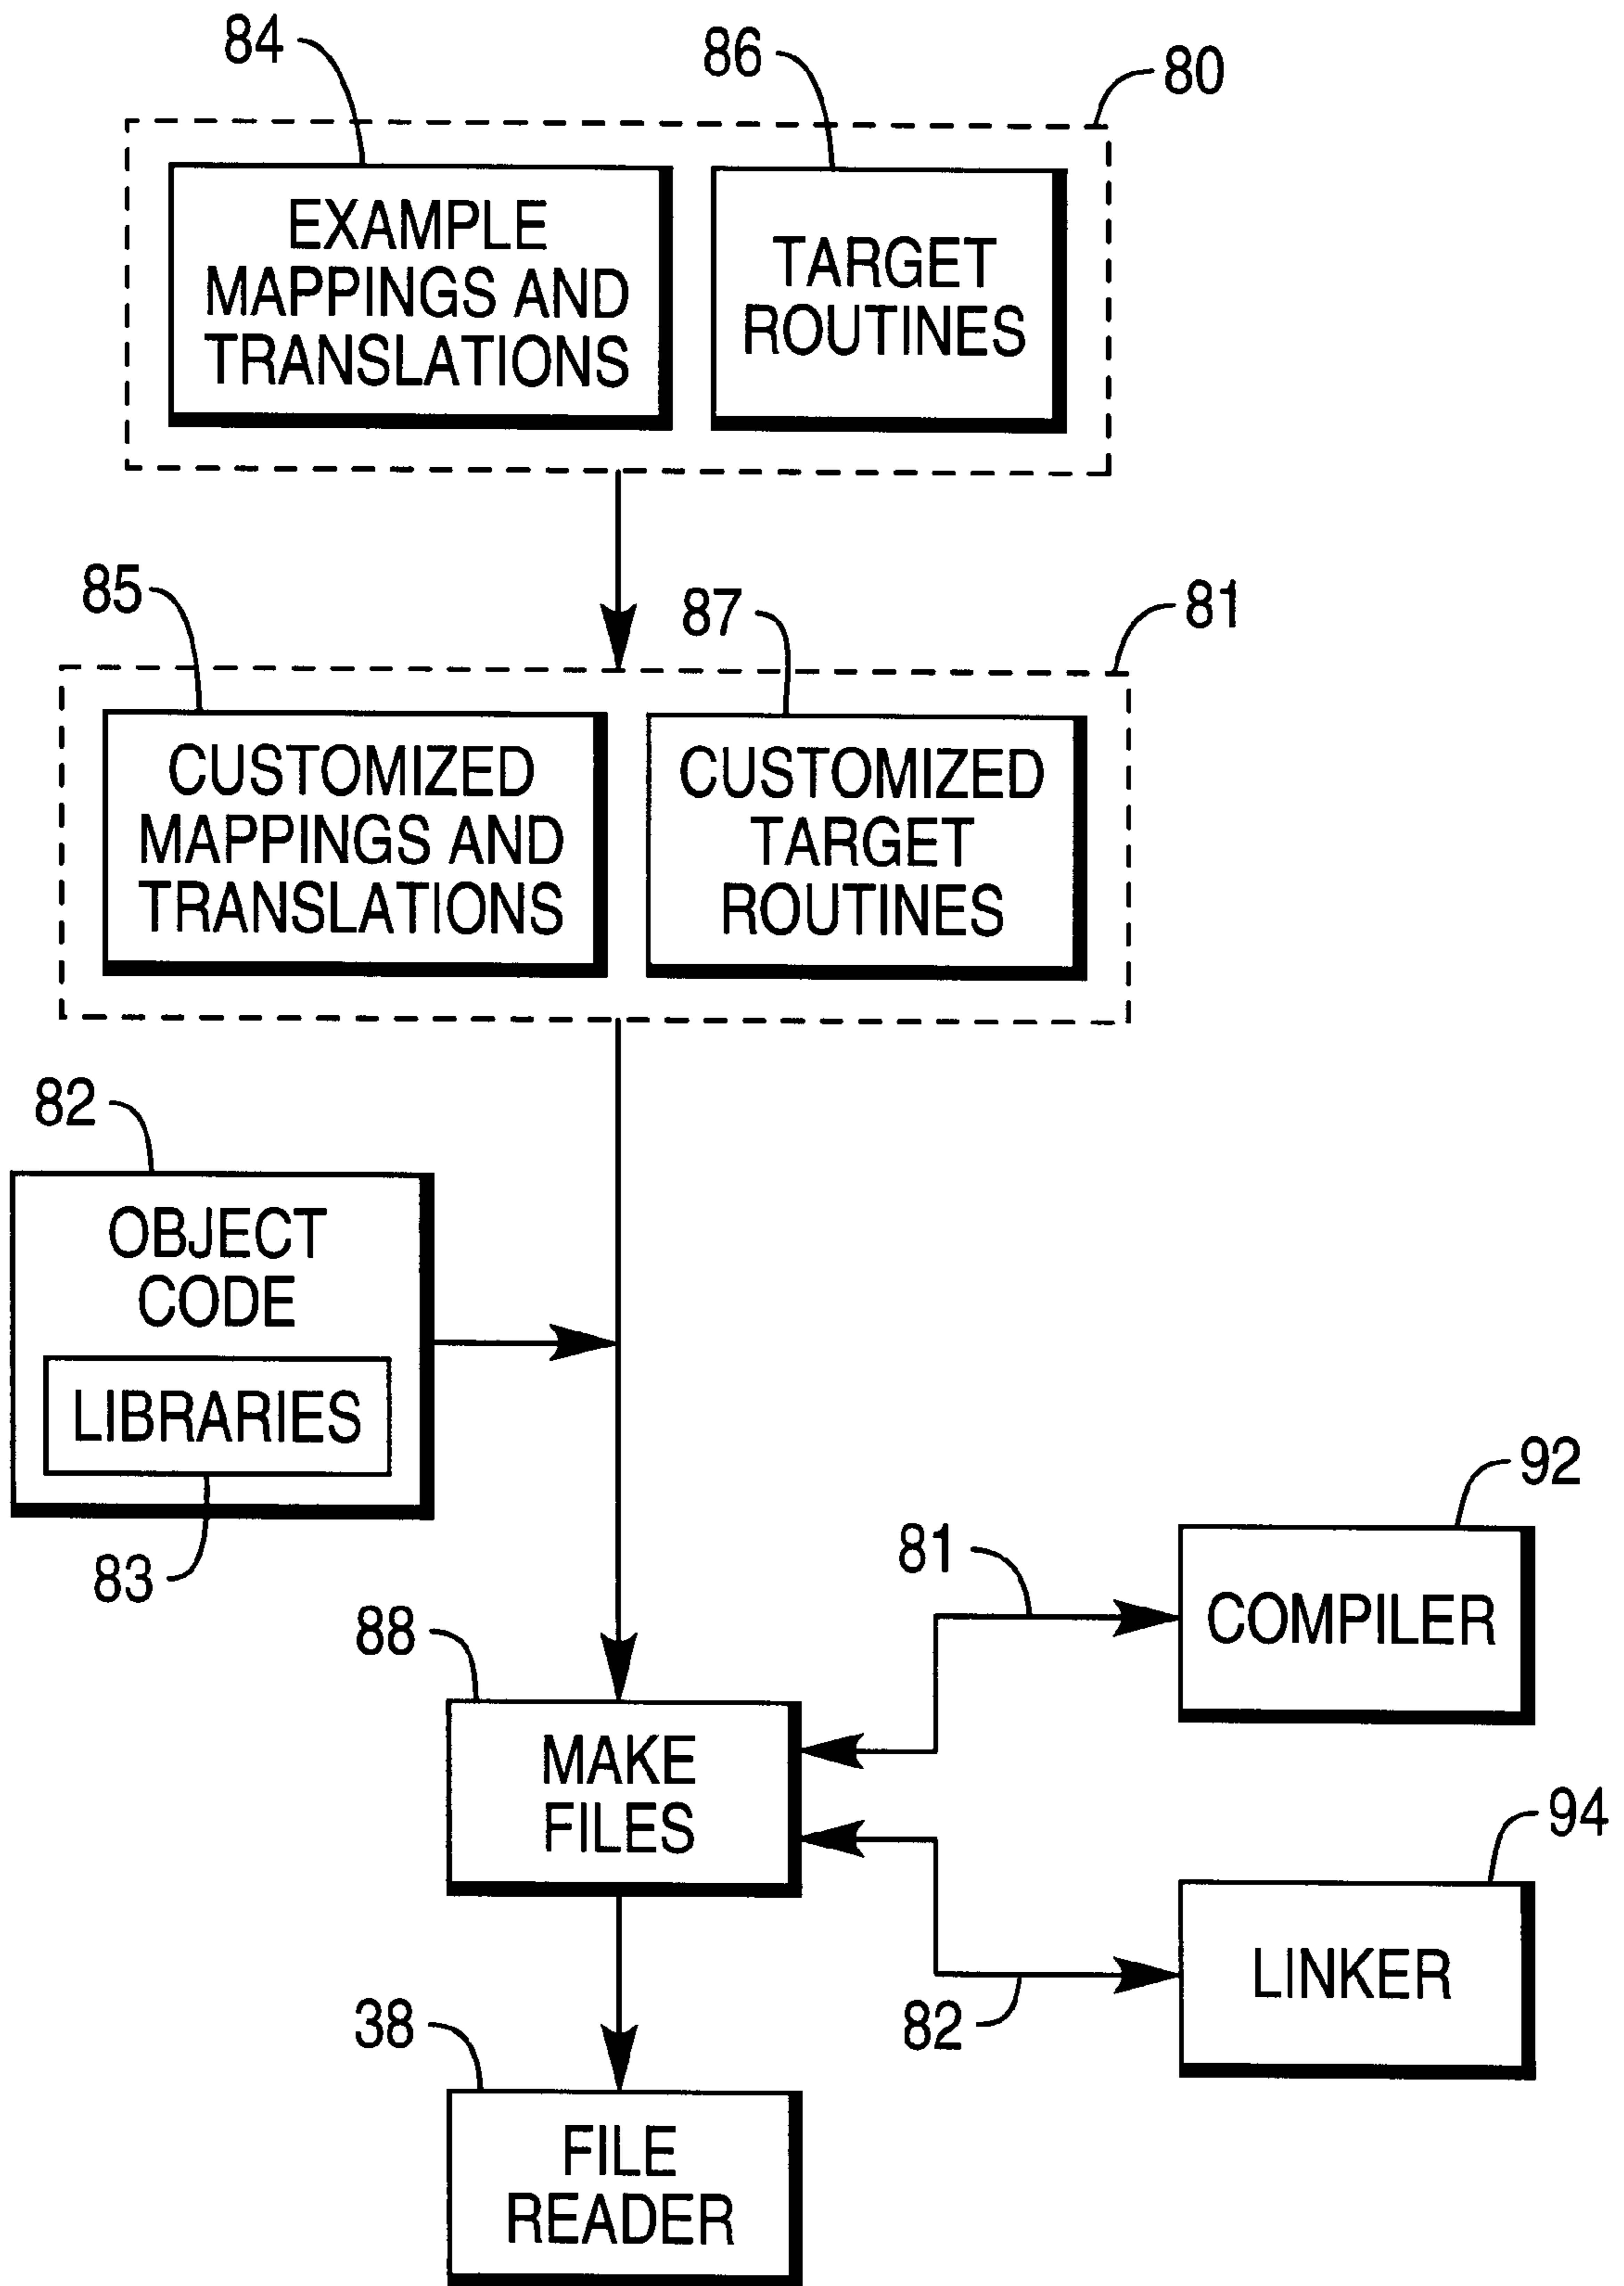 84
86
80
EXAMPLE
MAPPINGS AND
TRANSLATIONS
TARGET
ROUTINES
85
87
81
CUSTOMIZED
MAPPINGS AND
TRANSLATIONS
CUSTOMIZED
TARGET
ROUTINES
82
OBJECT
CODE
LIBRARIES
83
92
81
COMPILER
88
MAKE
FILES
94
LINKER
82
38
FILE
READER